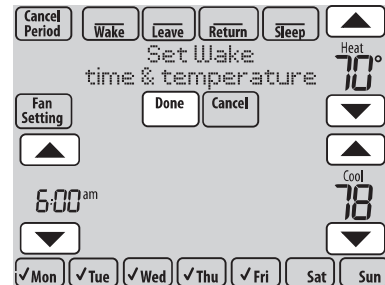 Cancel Period Wake Leave Return Sleep
Set Wake
time & temperature
Heat
70°
Fan Setting
Done Cancel
6:00 am
Cool
78
✓Mon ✓Tue ✓Wed ✓Thu ✓Fri Sat Sun